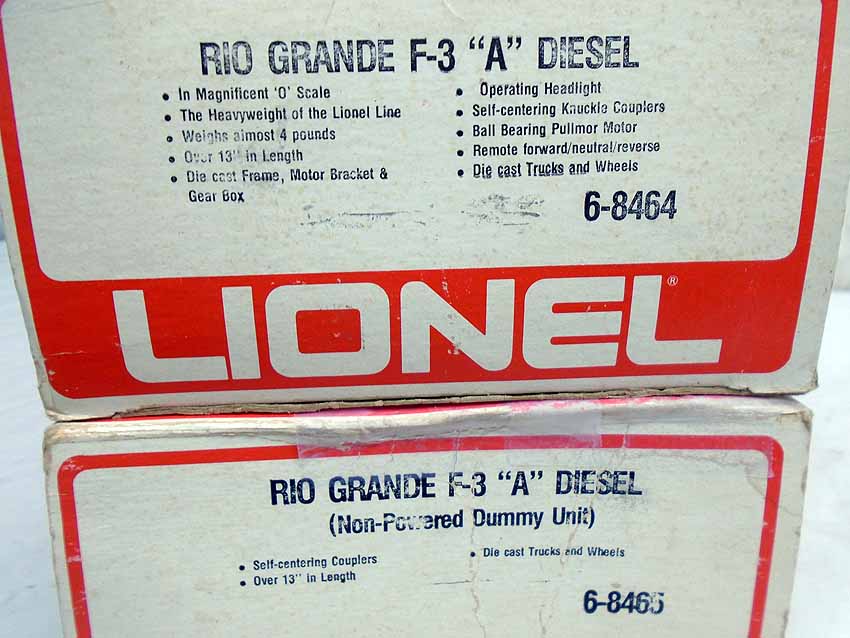 RIO GRANDE F-3 "A" DIESEL
• In Magnificent 'O' Scale
• The Heavyweight of the Lionel Line
• Weighs almost 4 pounds
• Over 13" in Length
• Die cast Frame, Motor Bracket &
Gear Box
• Operating Headlight
• Self-centering Knuckle Couplers
• Ball Bearing Pullmor Motor
• Remote forward/neutral/reverse
• Die cast Trucks and Wheels
6-8464
LIONEL®
RIO GRANDE F-3 "A" DIESEL
(Non-Powered Dummy Unit)
• Self-centering Couplers
• Over 13" in Length
• Die cast Trucks and Wheels
6-8465